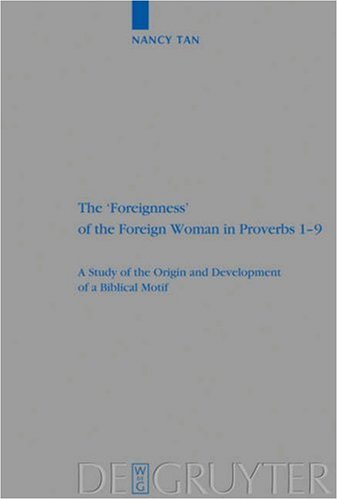 NANCY TAN
The ‘Foreignness’
of the Foreign Woman in Proverbs 1–9
A Study of the Origin and Development
of a Biblical Motif
W
DE
G
DE GRUYTER